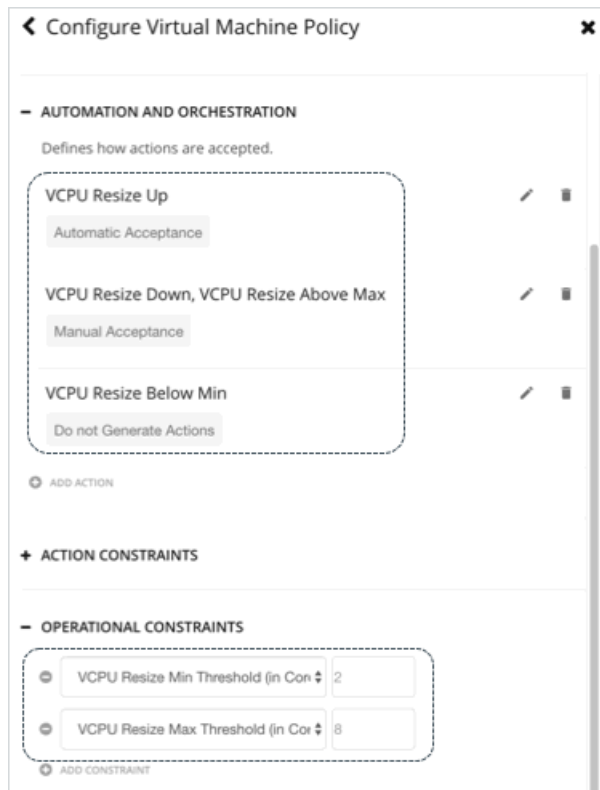 Configure Virtual Machine Policy
AUTOMATION AND ORCHESTRATION
Defines how actions are accepted.
VCPU Resize Up
Automatic Acceptance
VCPU Resize Down, VCPU Resize Above Max
Manual Acceptance
VCPU Resize Below Min
Do not Generate Actions
ADD ACTION
ACTION CONSTRAINTS
OPERATIONAL CONSTRAINTS
VCPU Resize Min Threshold (in Cor 2
VCPU Resize Max Threshold (in Cor 8
ADD CONSTRAINT